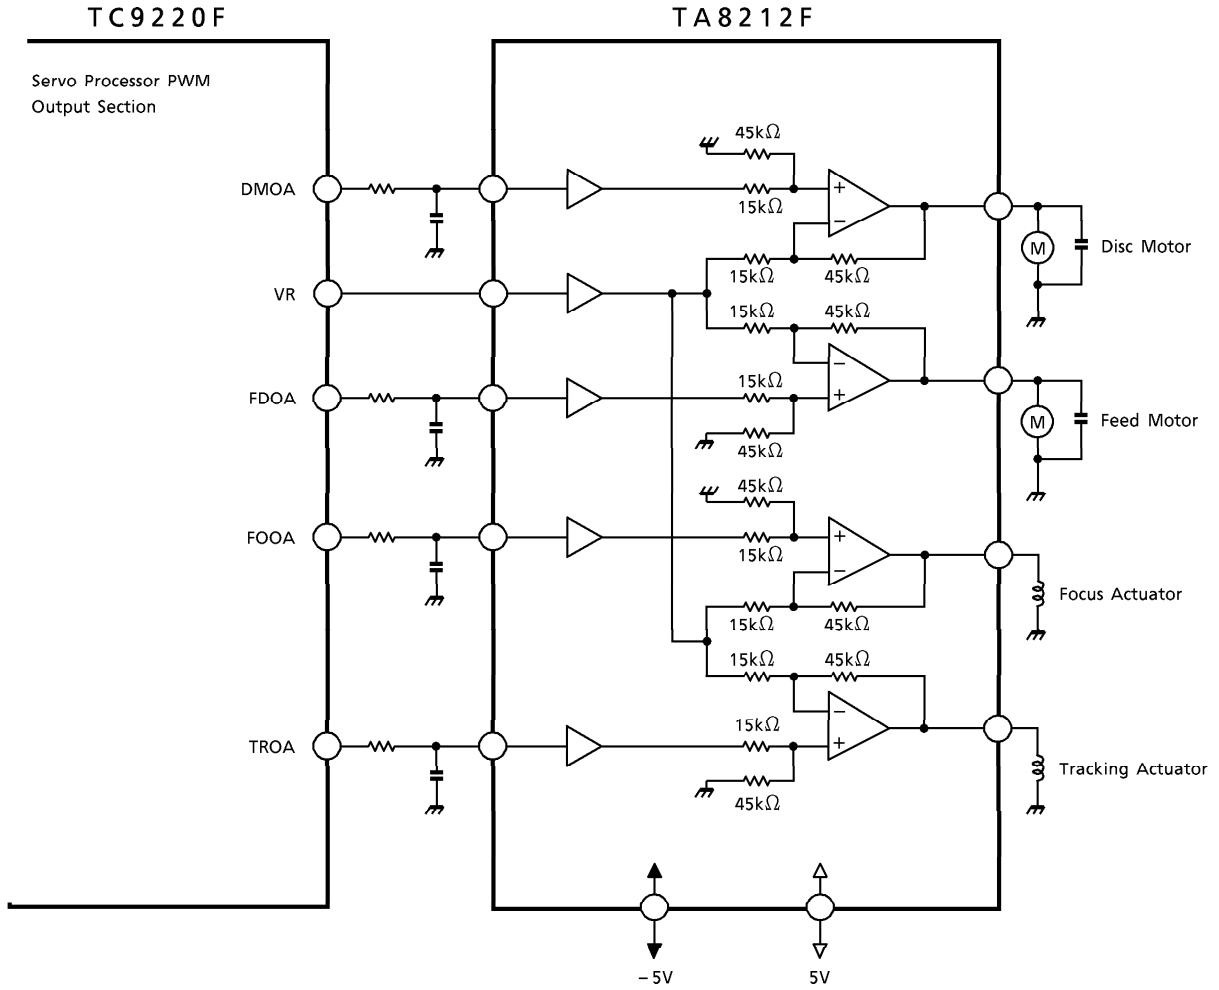 TC9220F
TA8212F
Servo Processor PWM
Output Section
45kΩ
DMOA
15kΩ
+
−
M
Disc Motor
15kΩ
45kΩ
VR
15kΩ
45kΩ
−
15kΩ
+
FDOA
M
Feed Motor
45kΩ
45kΩ
FOOA
15kΩ
+
−
Focus Actuator
15kΩ
45kΩ
15kΩ
45kΩ
−
15kΩ
+
TROA
Tracking Actuator
45kΩ
−5V
5V